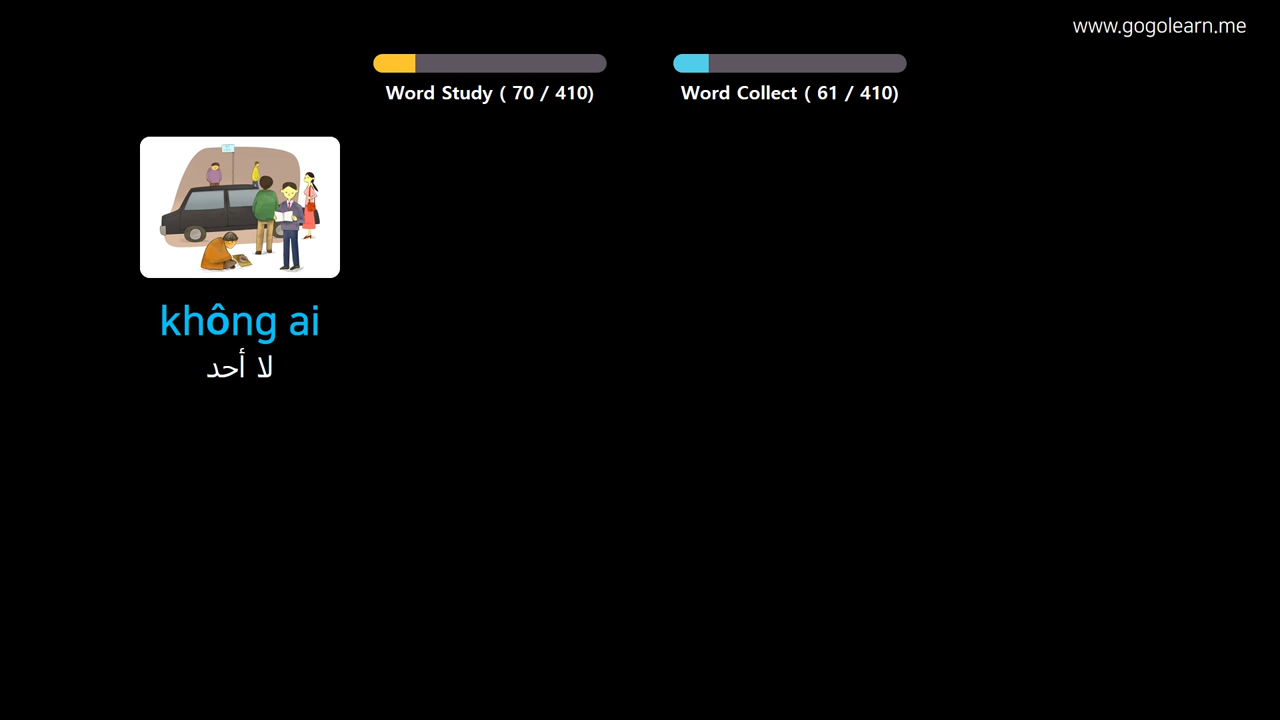 www.gogolearn.me
Word Study ( 70 / 410)
Word Collect ( 61 / 410)
không ai
لا أحد